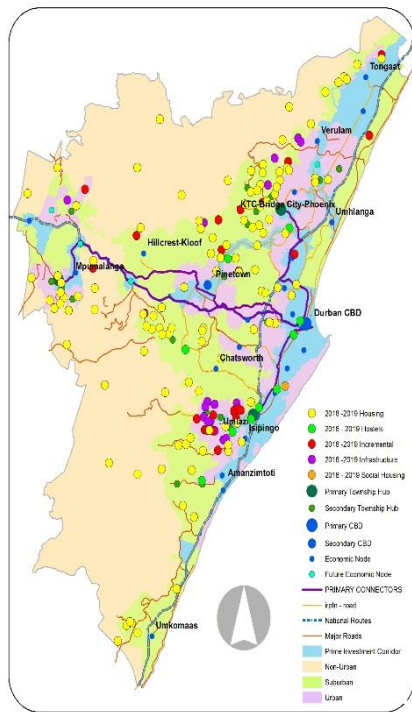 Tongaat
Verulam
KTC-Bridge City-Phoenix
Umhlanga
Hillcrest-Kloof
Mpumalanga
Pinetown
Durban CBD
Chatsworth
Umlazi
Isipingo
Amanzimtoti
Umkomaas
2018 -2019 Housing
2018 - 2019 Hostels
2018 -2019 Incremental
2018 -2019 Infrastructure
2018 - 2019 Social Housing
Primary Township Hub
Secondary Township Hub
Primary CBD
Secondary CBD
Economic Node
Future Economic Node
PRIMARY CONNECTORS
irptn - road
National Routes
Major Roads
Prime Investment Corridor
Non-Urban
Suburban
Urban